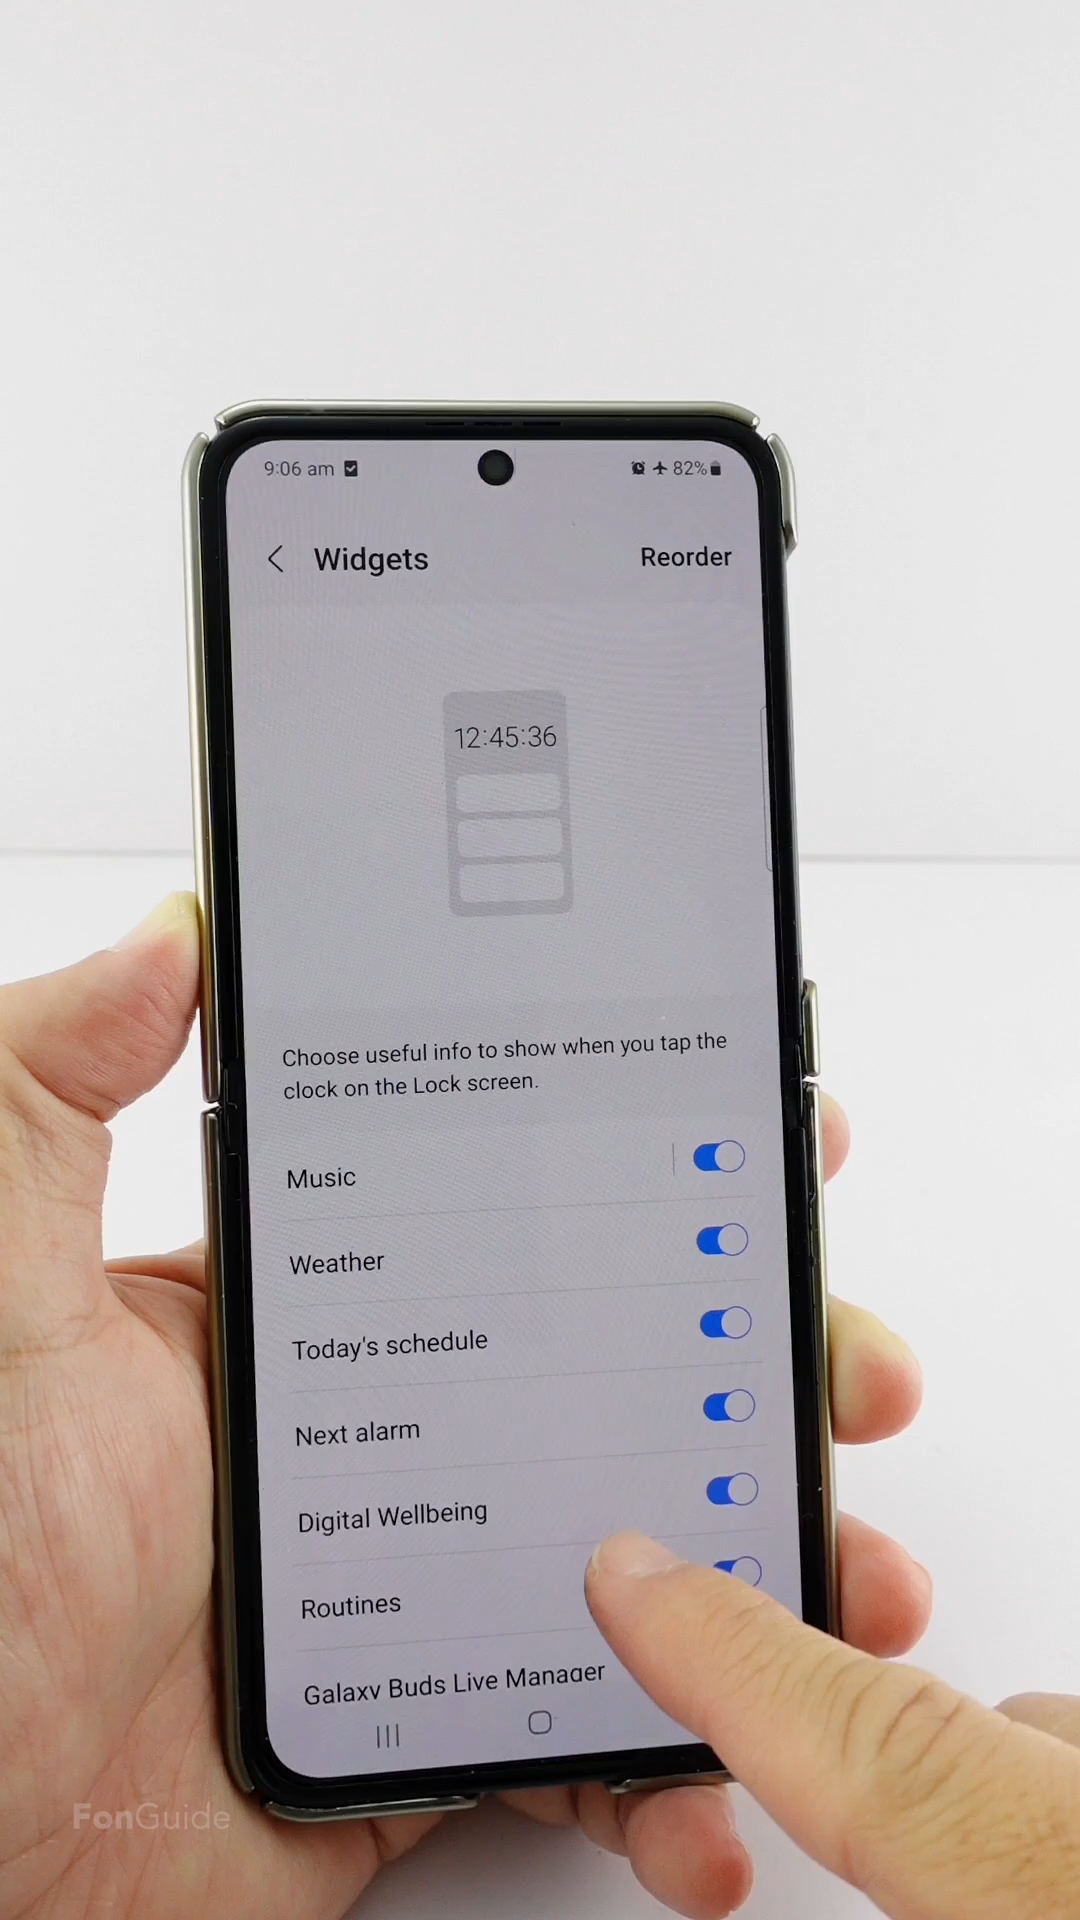 9:06 am
82%
Widgets
Reorder
12:45:36
Choose useful info to show when you tap the
clock on the Lock screen.
Music
Weather
Today's schedule
Next alarm
Digital Wellbeing
Routines
Galaxy Buds Live Manager
FonGuide